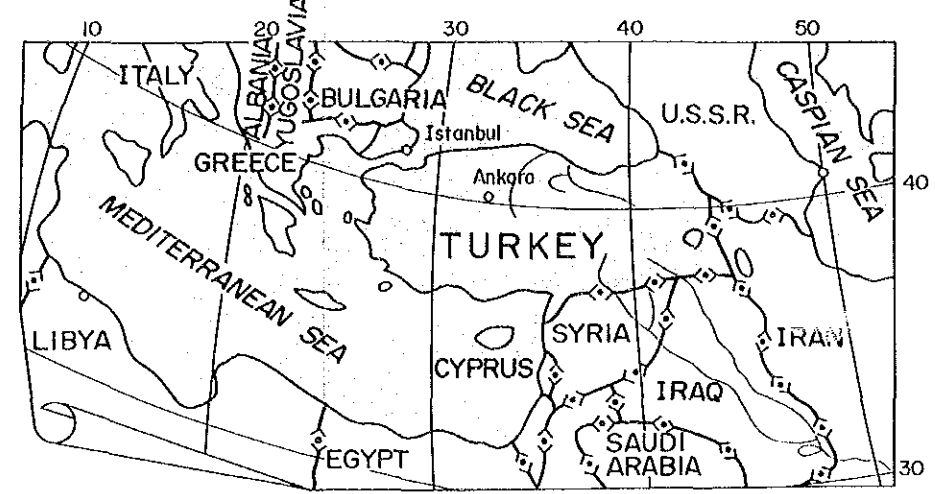 10
20
30
40
50
ITALY
ALBANIA
YUGOSLAVIA
BULGARIA
BLACK SEA
U.S.S.R.
CASPIAN SEA
Istanbul
GREECE
Ankara
40
MEDITERRANEAN SEA
TURKEY
LIBYA
CYPRUS
SYRIA
IRAN
IRAQ
EGYPT
SAUDI
ARABIA
30